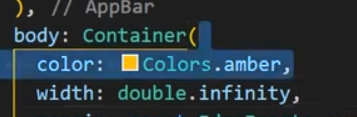 ), // AppBar
body: Container(
color: Colors.amber,
width: double.infinity,